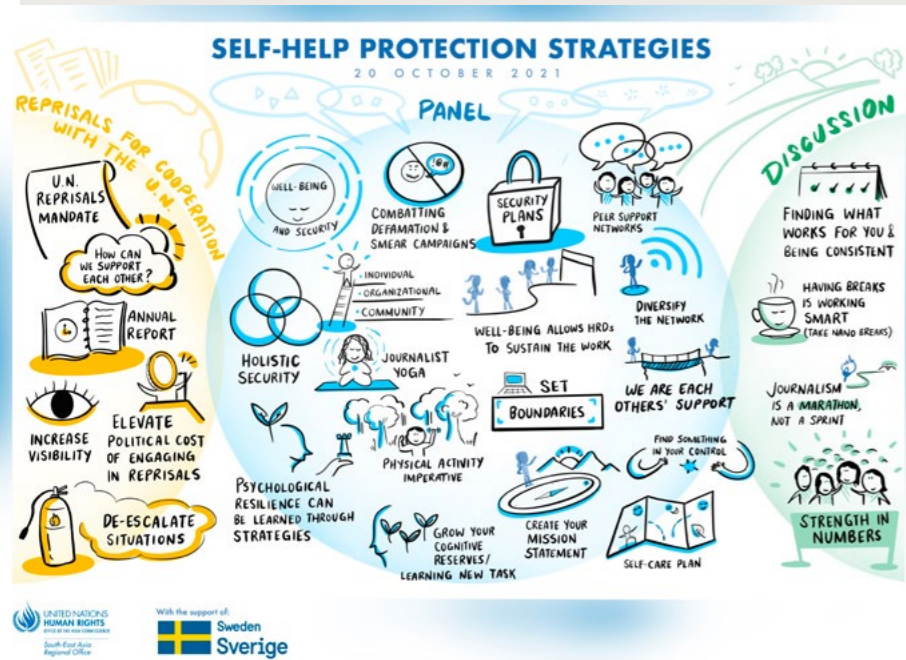 SELF-HELP PROTECTION STRATEGIES
20 OCTOBER 2021
REPRISALS FOR COOPERATION
WITH THE U.N.
U.N.
REPRISALS
MANDATE
HOW CAN
WE SUPPORT
EACH OTHER?
ANNUAL
REPORT
INCREASE
VISIBILITY
ELEVATE
POLITICAL COST
OF ENGAGING
IN REPRISALS
DE-ESCALATE
SITUATIONS
PANEL
WELL-BEING
AND SECURITY
COMBATTING
DEFAMATION &
SMEAR CAMPAIGNS
SECURITY
PLANS
PEER SUPPORT
NETWORKS
HOLISTIC
SECURITY
• INDIVIDUAL
• ORGANIZATIONAL
• COMMUNITY
WELL-BEING ALLOWS HRDs
TO SUSTAIN THE WORK
DIVERSIFY
THE NETWORK
JOURNALIST
YOGA
SET
BOUNDARIES
WE ARE EACH
OTHERS' SUPPORT
PSYCHOLOGICAL
RESILIENCE CAN
BE LEARNED THROUGH
STRATEGIES
PHYSICAL ACTIVITY
IMPERATIVE
FIND SOMETHING
IN YOUR CONTROL
GROW YOUR
COGNITIVE
RESERVES/
LEARNING NEW TASK
CREATE YOUR
MISSION
STATEMENT
SELF-CARE PLAN
DISCUSSION
FINDING WHAT
WORKS FOR YOU &
BEING CONSISTENT
HAVING BREAKS
IS WORKING
SMART
(TAKE NANO BREAKS)
JOURNALISM
IS A MARATHON,
NOT A SPRINT
STRENGTH IN
NUMBERS
UNITED NATIONS
HUMAN RIGHTS
OFFICE OF THE HIGH COMMISSIONER
South-East Asia
Regional Office
With the support of:
Sweden
Sverige